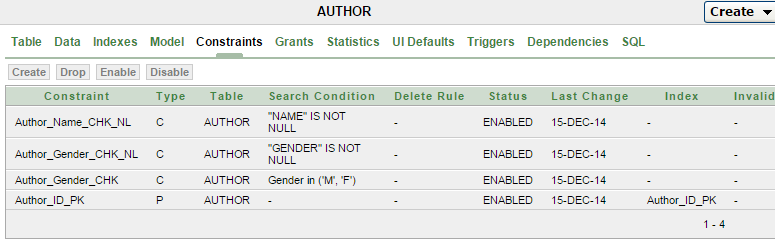 AUTHOR
Create
Table Data Indexes Model Constraints Grants Statistics UI Defaults Triggers Dependencies SQL
Create Drop Enable Disable
Constraint Type Table Search Condition Delete Rule Status Last Change Index Invalid
Author_Name_CHK_NL C AUTHOR "NAME" IS NOT NULL - ENABLED 15-DEC-14 - -
Author_Gender_CHK_NL C AUTHOR "GENDER" IS NOT NULL - ENABLED 15-DEC-14 - -
Author_Gender_CHK C AUTHOR Gender in ('M', 'F') - ENABLED 15-DEC-14 - -
Author_ID_PK P AUTHOR - - ENABLED 15-DEC-14 Author_ID_PK -
1 - 4